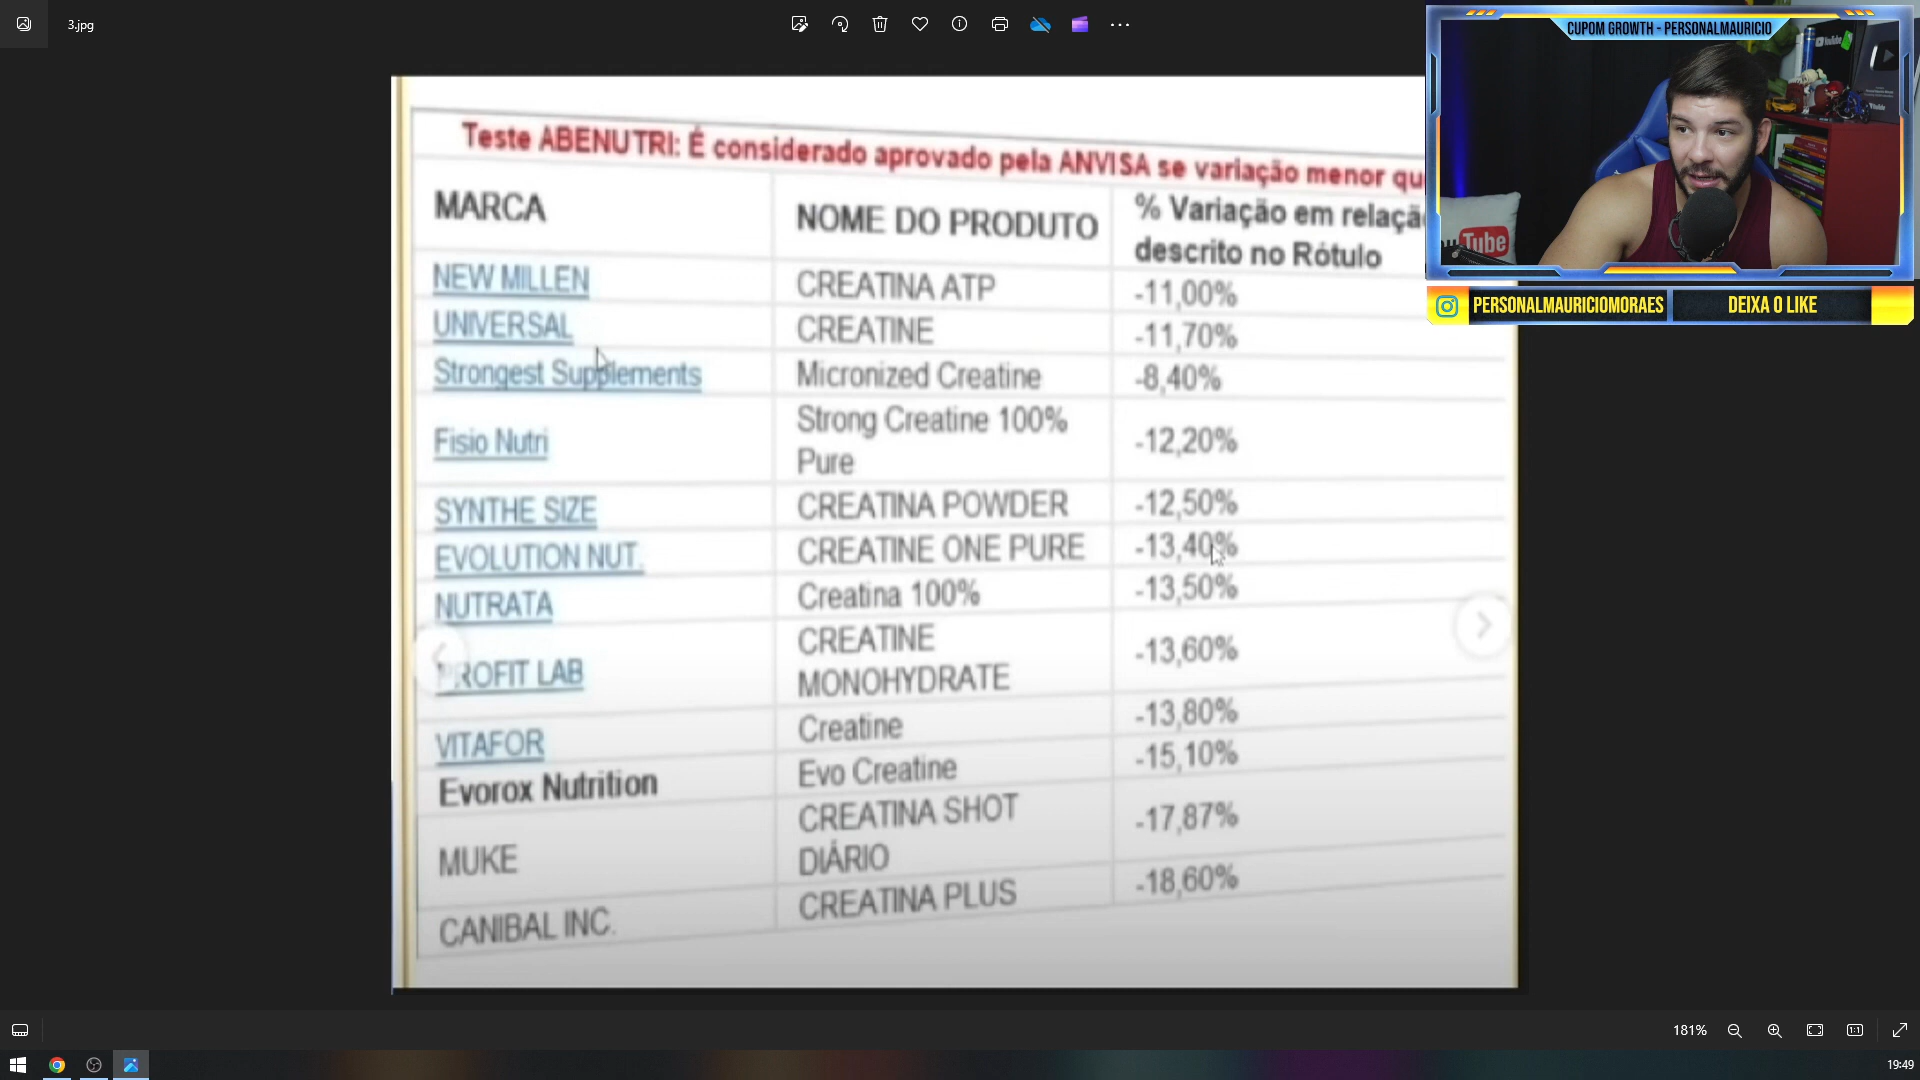 3.jpg
CUPOM GROWTH - PERSONALMAURICIO
YouTube
Tube
PERSONALMAURICIOMORAES
DEIXA O LIKE
Teste ABENUTRI: É considerado aprovado pela ANVISA se variação menor qu
MARCA
NOME DO PRODUTO
% Variação em relaçã
descrito no Rótulo
NEW MILLEN
CREATINA ATP
-11,00%
UNIVERSAL
CREATINE
-11,70%
Strongest Supplements
Micronized Creatine
-8,40%
Fisio Nutri
Strong Creatine 100%
Pure
-12,20%
SYNTHE SIZE
CREATINA POWDER
-12,50%
EVOLUTION NUT.
CREATINE ONE PURE
-13,40%
NUTRATA
Creatina 100%
-13,50%
PROFIT LAB
CREATINE
MONOHYDRATE
-13,60%
VITAFOR
Creatine
-13,80%
Evorox Nutrition
Evo Creatine
-15,10%
MUKE
CREATINA SHOT
DIÁRIO
-17,87%
CANIBAL INC.
CREATINA PLUS
-18,60%
181%
1:1
19:49